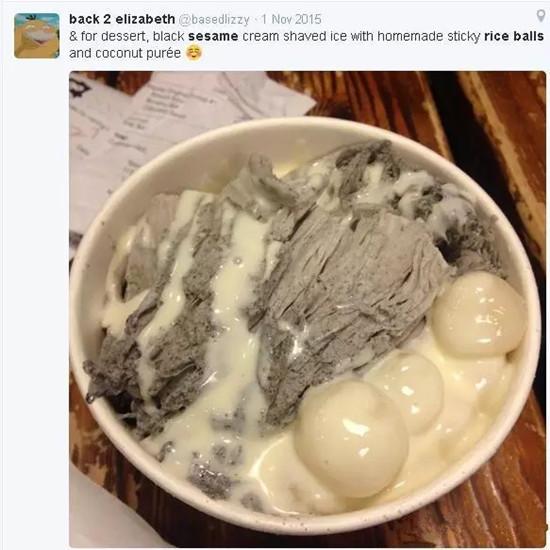 back 2 elizabeth @basedlizzy · 1 Nov 2015
& for dessert, black sesame cream shaved ice with homemade sticky rice balls
and coconut purée ☺